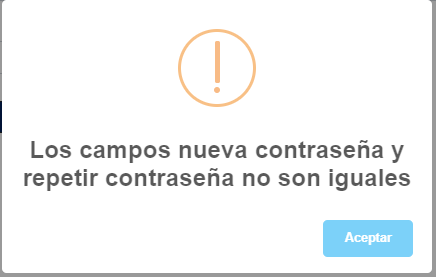 Los campos nueva contraseña y
repetir contraseña no son iguales
Aceptar